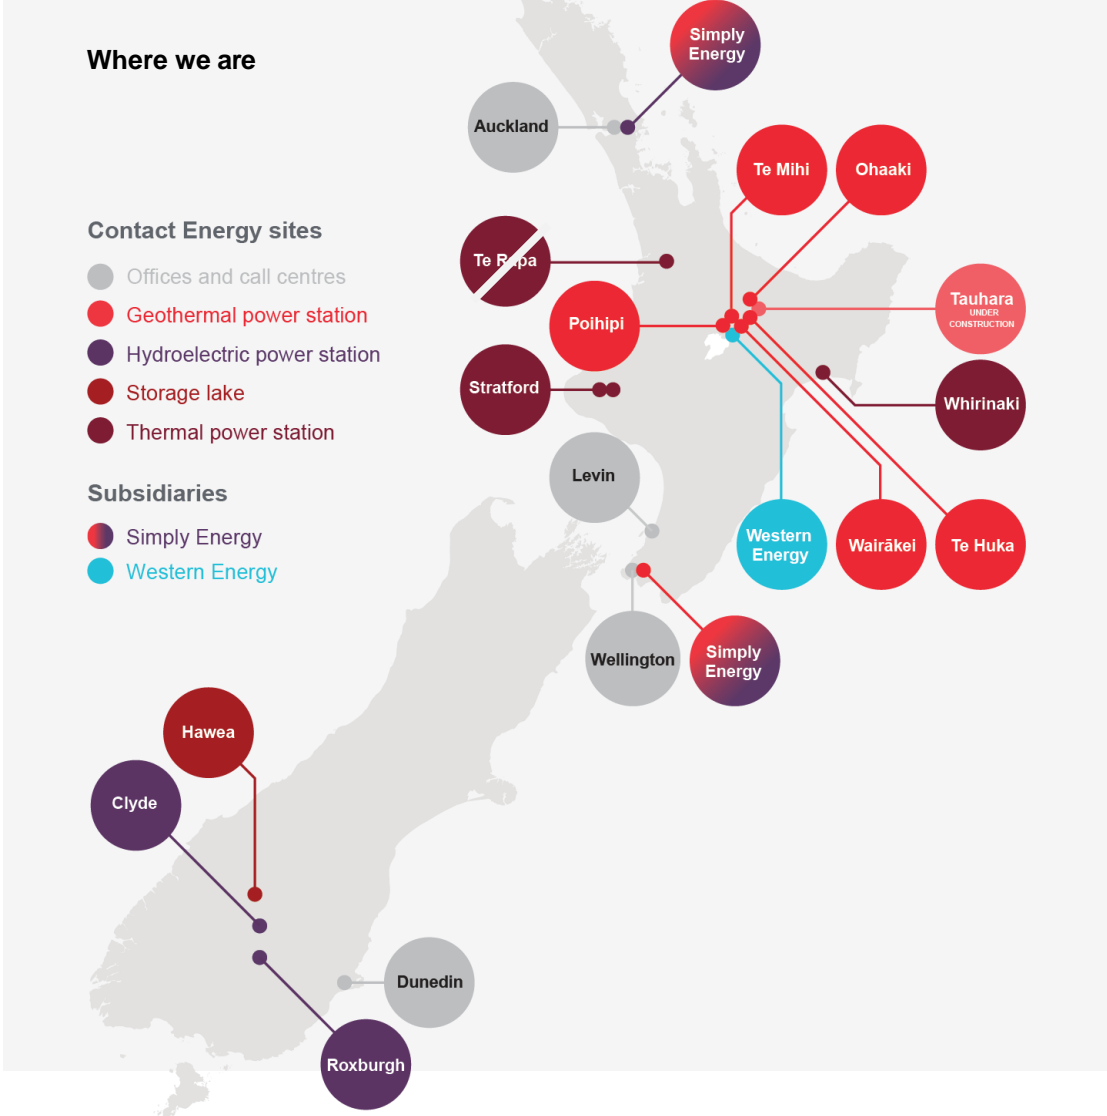 Where we are
Simply
Energy
Auckland
Te Mihi
Ohaaki
Contact Energy sites
Offices and call centres
Geothermal power station
Hydroelectric power station
Storage lake
Thermal power station
Subsidiaries
Simply Energy
Western Energy
Te Rapa
Poihipi
Tauhara
UNDER
CONSTRUCTION
Stratford
Whirinaki
Levin
Western
Energy
Wairākei
Te Huka
Wellington
Simply
Energy
Hawea
Clyde
Dunedin
Roxburgh